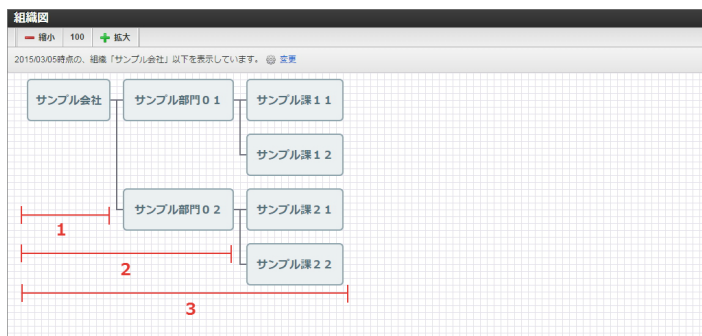 組織図
縮小 100 拡大
2015/03/05時点の、組織「サンプル会社」以下を表示しています。 変更
サンプル会社 サンプル部門01 サンプル課11
サンプル課12
サンプル部門02 サンプル課21
1
サンプル課22
2
3